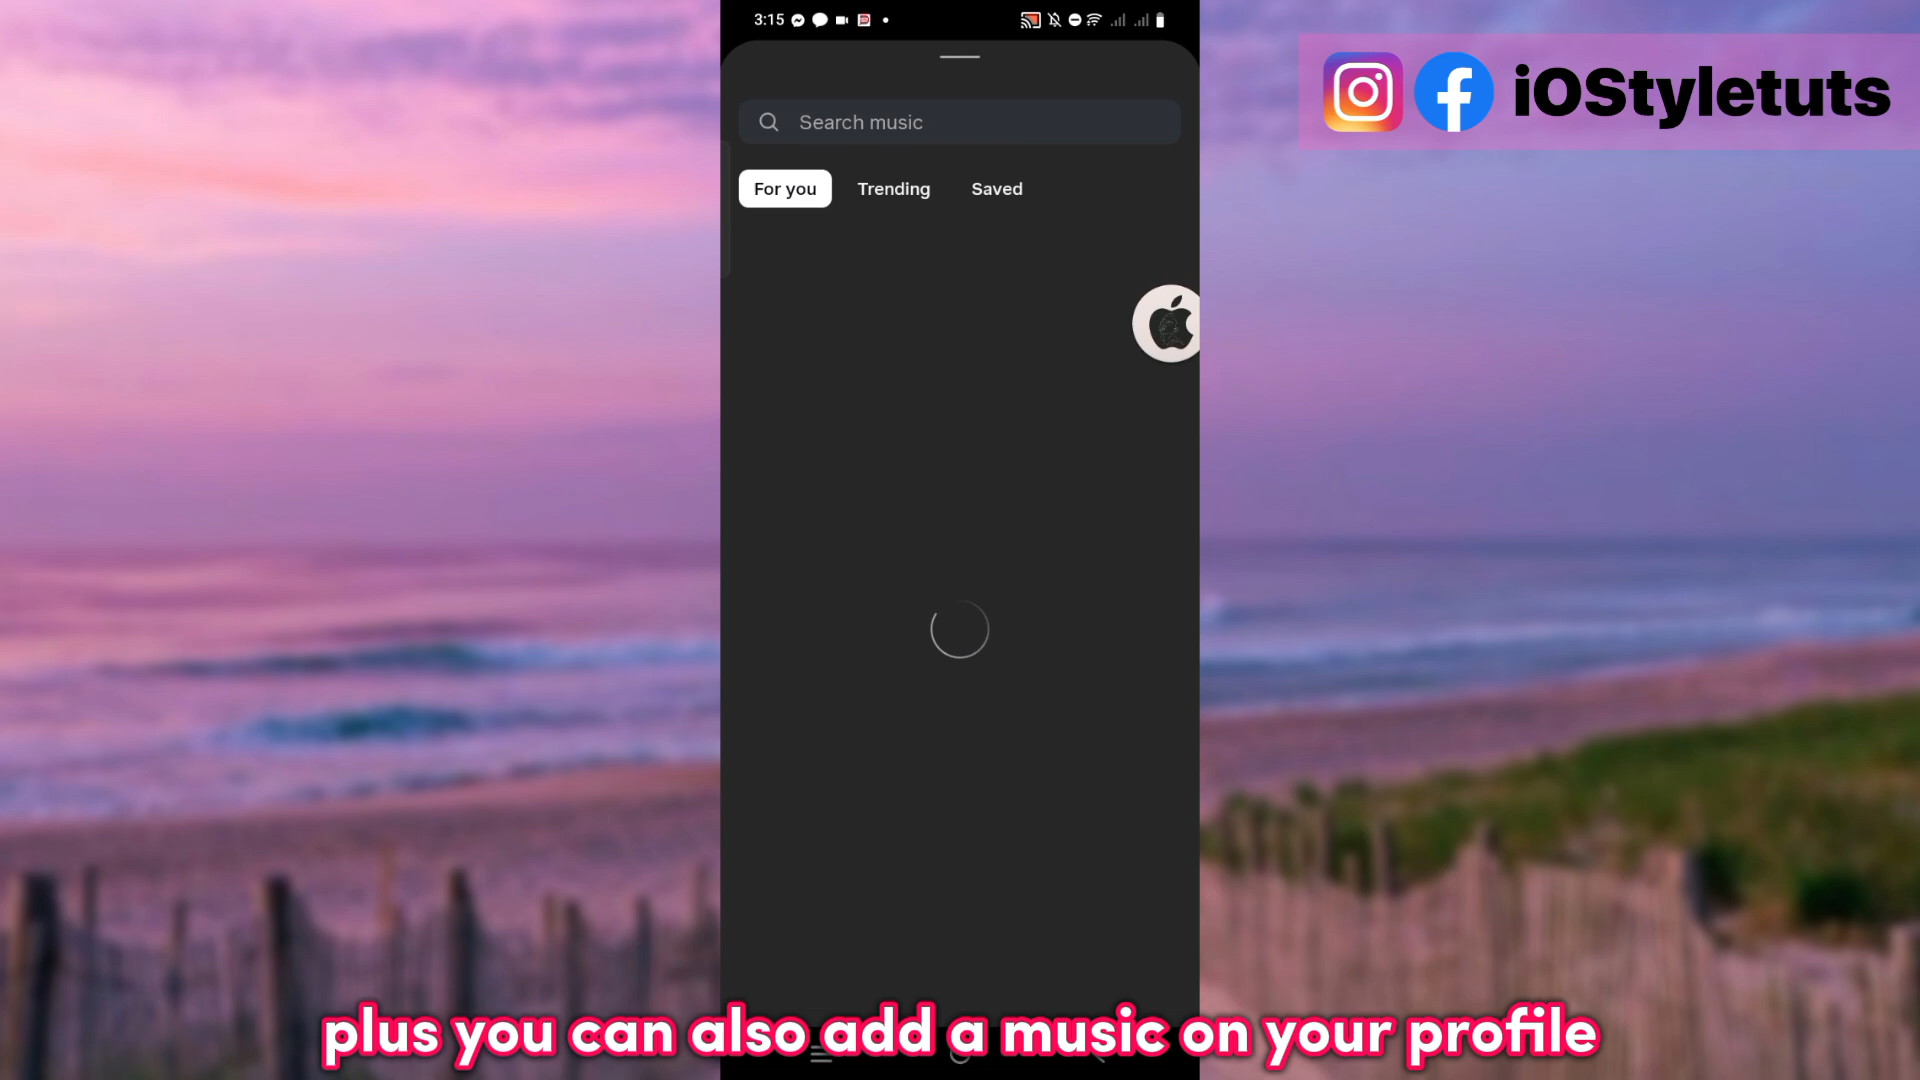 3:15
iOStyletuts
Search music
For you
Trending
Saved
plus you can also add a music on your profile